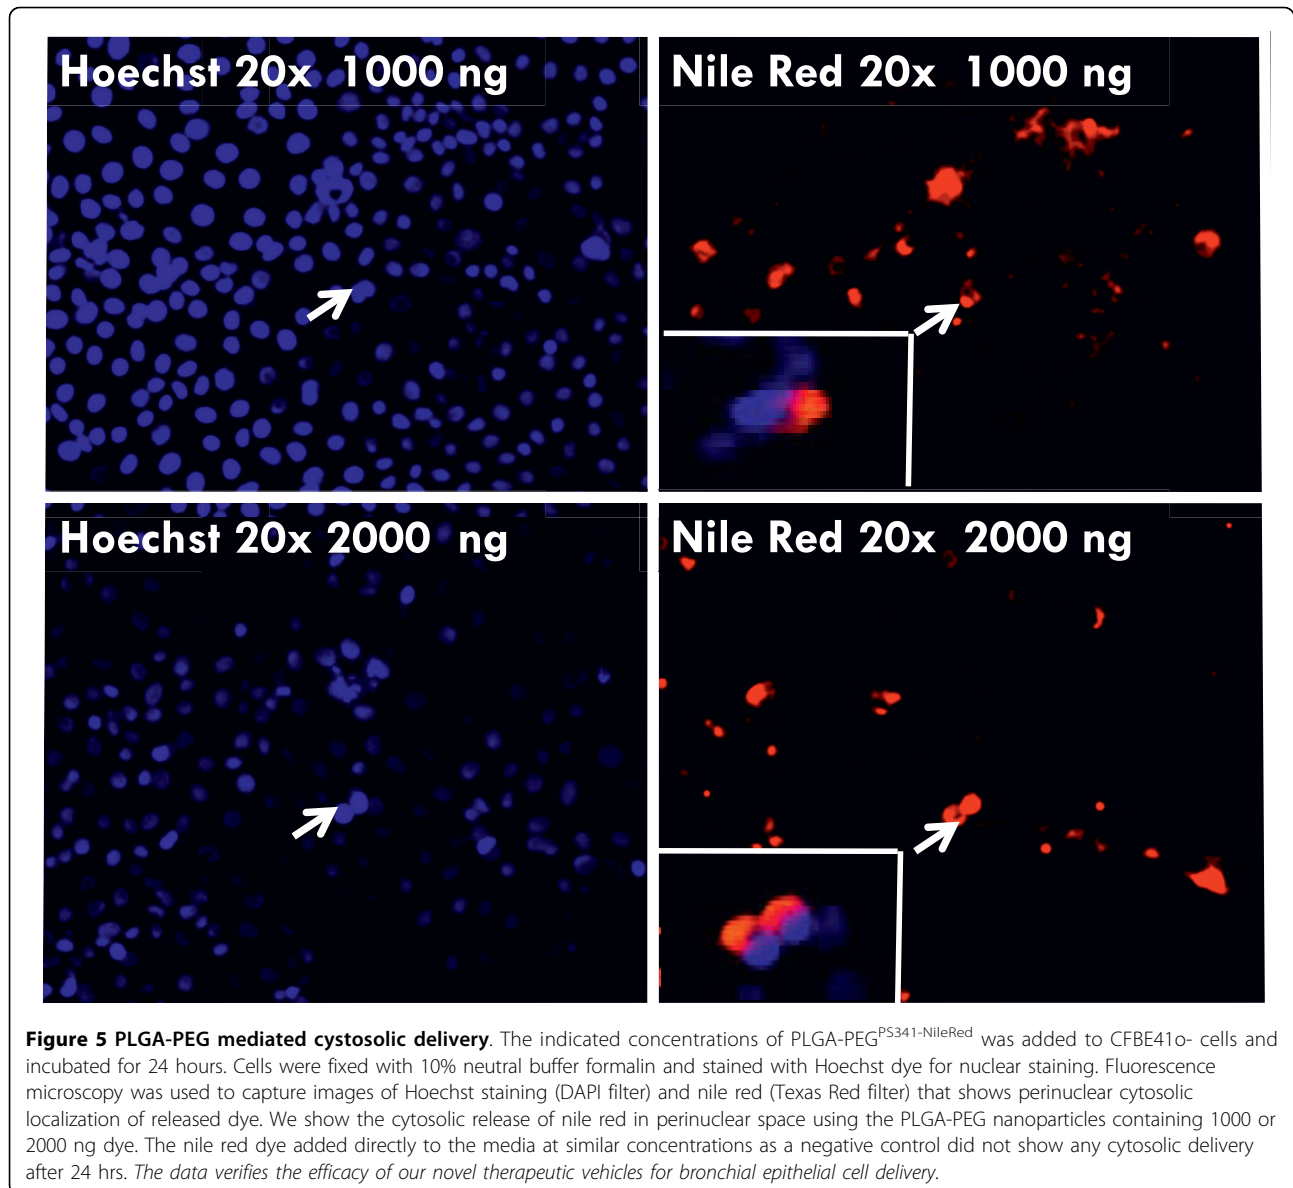 Hoechst 20x 1000 ng
Nile Red 20x 1000 ng
Hoechst 20x 2000 ng
Nile Red 20x 2000 ng
Figure 5 PLGA-PEG mediated cystosolic delivery. The indicated concentrations of PLGA-PEGPS341-NileRed was added to CFBE41o- cells and
incubated for 24 hours. Cells were fixed with 10% neutral buffer formalin and stained with Hoechst dye for nuclear staining. Fluorescence
microscopy was used to capture images of Hoechst staining (DAPI filter) and nile red (Texas Red filter) that shows perinuclear cytosolic
localization of released dye. We show the cytosolic release of nile red in perinuclear space using the PLGA-PEG nanoparticles containing 1000 or
2000 ng dye. The nile red dye added directly to the media at similar concentrations as a negative control did not show any cytosolic delivery
after 24 hrs. The data verifies the efficacy of our novel therapeutic vehicles for bronchial epithelial cell delivery.